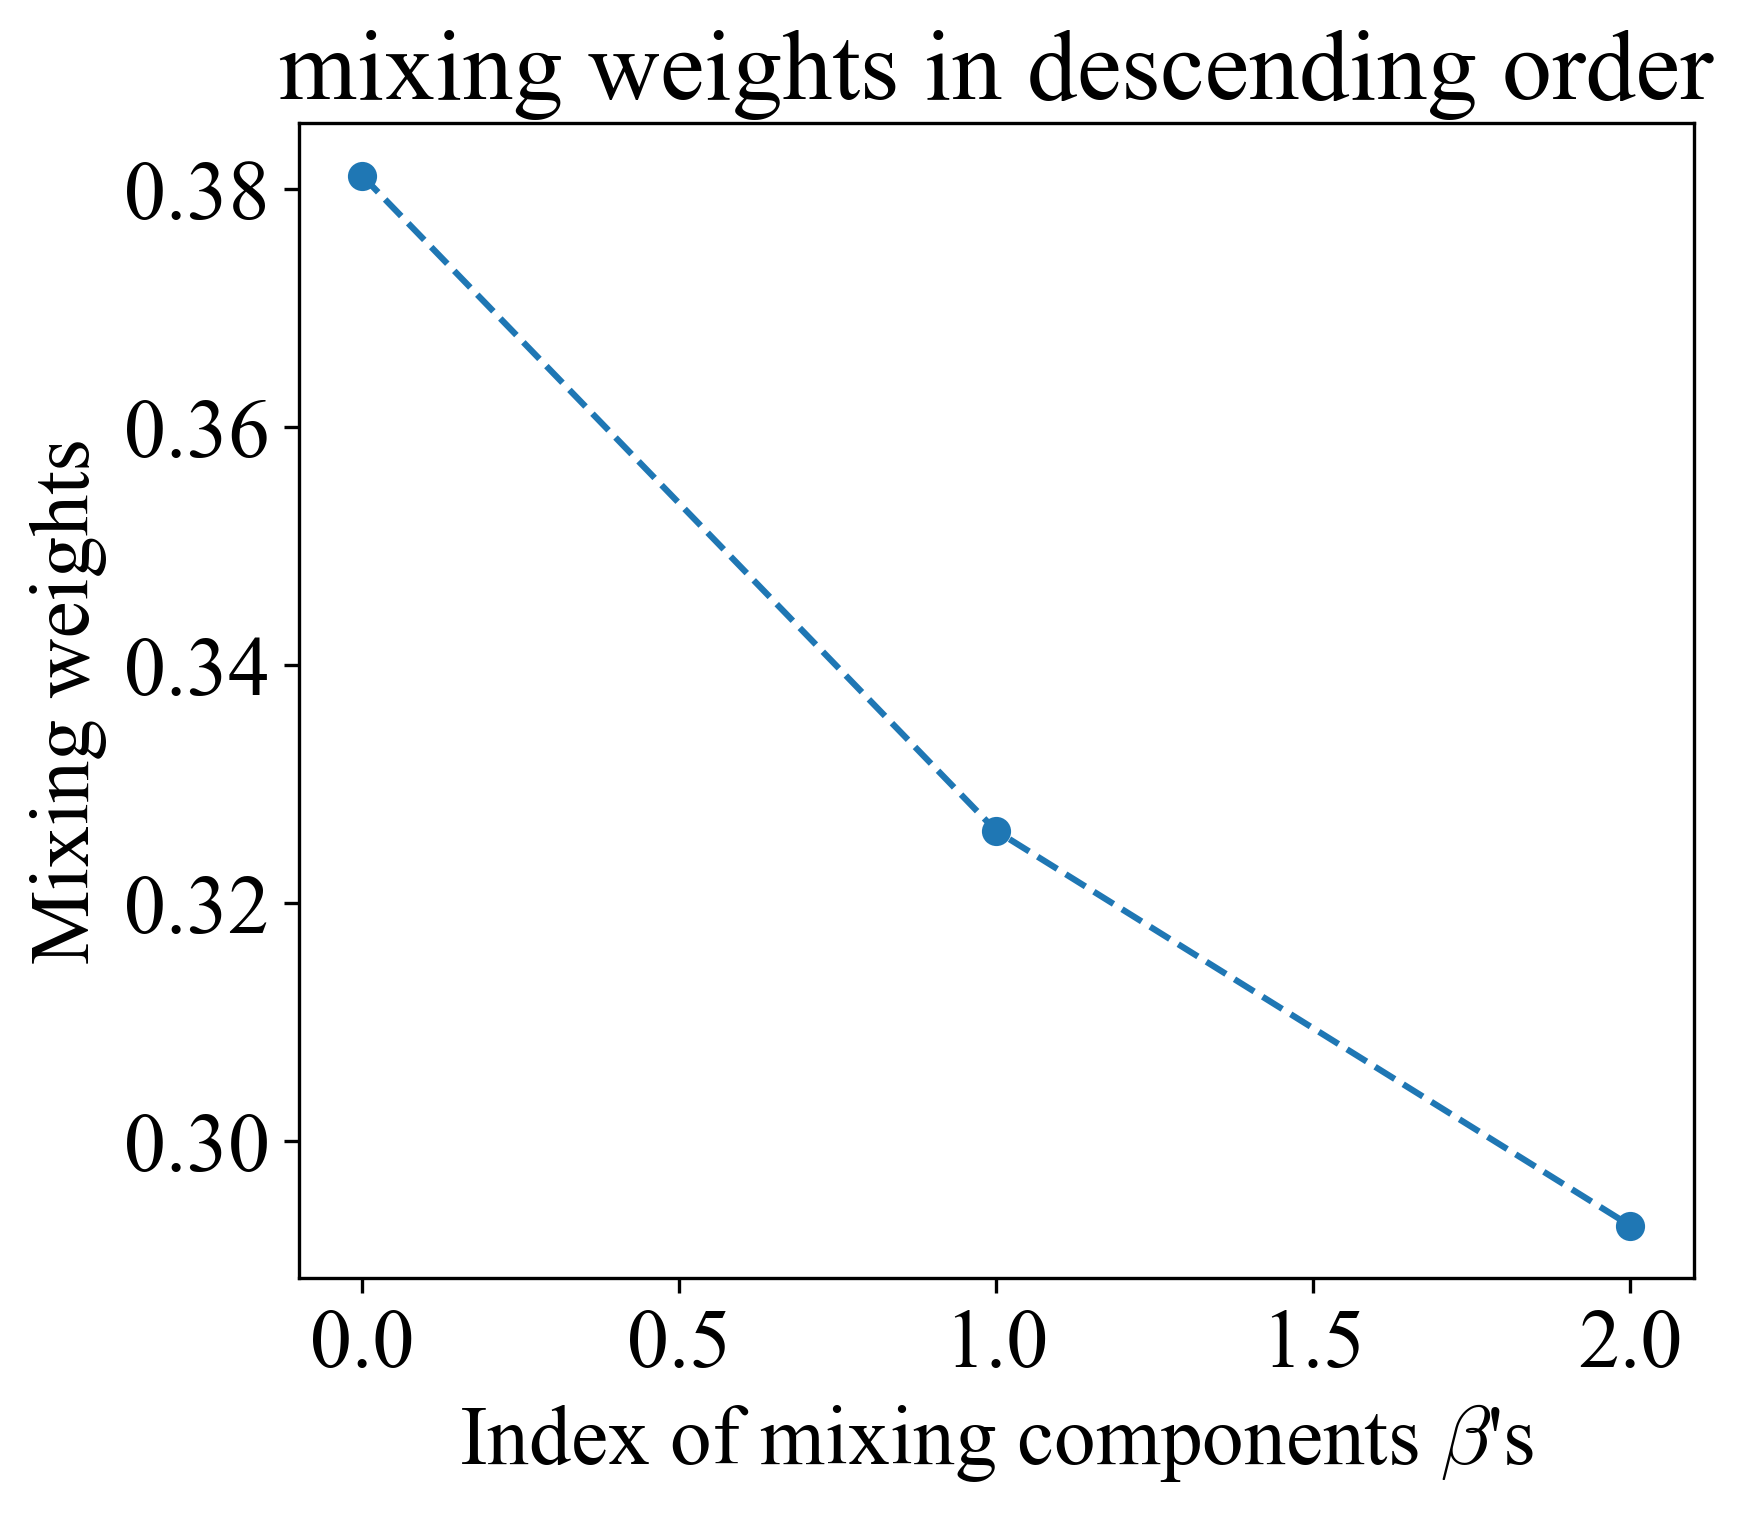 mixing weights in descending order
0.38
0.36
0.34
0.32
0.30
Mixing weights
0.0 0.5 1.0 1.5 2.0
Index of mixing components β's